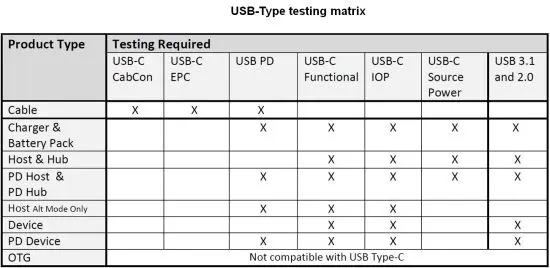 USB-Type testing matrix
Product Type Testing Required
USB-C CabCon USB-C EPC USB PD USB-C Functional USB-C IOP USB-C Source Power USB 3.1 and 2.0
Cable X X X
Charger & Battery Pack X X X X X
Host & Hub X X X X
PD Host & PD Hub X X X X X
Host Alt Mode Only X X X
Device X X X
PD Device X X X X
OTG Not compatible with USB Type-C